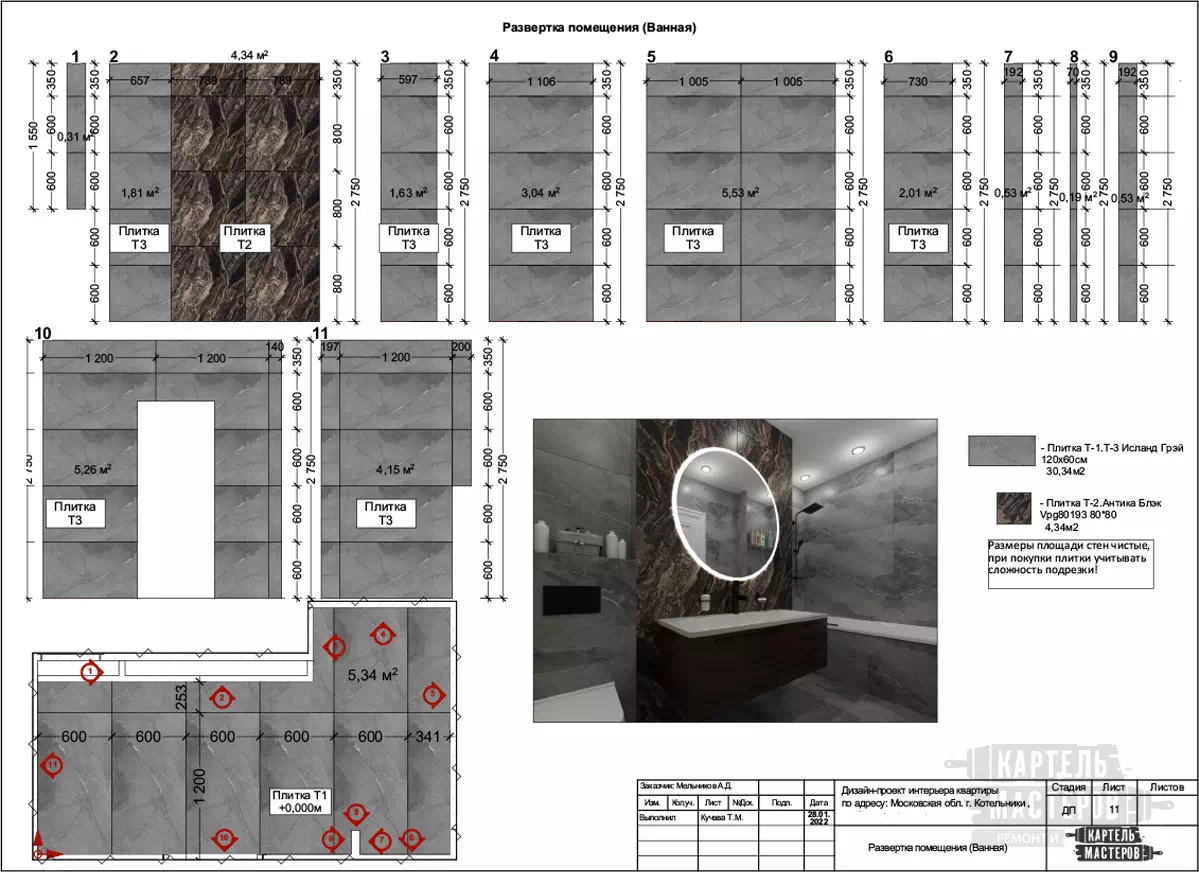 Развертка помещения (Ванная)
1
350
600
600
1 550
0,31 м²
2
4,34 м²
350
600
600
600
600
657
789
789
1,81 м²
Плитка
Т3
Плитка
Т2
350
800
800
800
2 750
3
597
1,63 м²
Плитка
Т3
350
600
600
600
600
2 750
4
1 106
3,04 м²
Плитка
Т3
350
600
600
600
600
2 750
5
1 005
1 005
5,53 м²
Плитка
Т3
350
600
600
600
600
2 750
6
730
2,01 м²
Плитка
Т3
350
600
600
600
600
2 750
7
192
0,53 м²
350
600
600
600
600
2 750
8
70
0,19 м²
350
600
600
600
600
2 750
9
192
0,53 м²
350
600
600
600
600
2 750
10
1 200
1 200
140
5,26 м²
Плитка
Т3
2 750
350
600
600
600
600
2 750
11
197
1 200
200
4,15 м²
Плитка
Т3
350
600
600
600
600
2 750
- Плитка Т-1.Т-3 Исланд Грэй
120x60см
30,34м2
- Плитка Т-2.Антика Блэк
Vpg80193 80*80
4,34м2
Размеры площади стен чистые,
при покупки плитки учитывать
сложность подрезки!
1
2
3
4
5
5,34 м²
253
600
600
600
600
600
341
11
1 200
Плитка Т1
+0,000м
10
9
8
7
6
Заказчик: Мельников А.Д.
Изм.
Колуч.
Лист
№Док.
Подп.
Дата
Выполнил
Кучава Т.М.
28.01.
2022
Дизайн-проект интерьера квартиры
по адресу: Московская обл. г. Котельники ,
Развертка помещения (Ванная)
Стадия
Лист
Листов
ДП
11
КАРТЕЛЬ
МАСТЕРОВ
РЕМОНТИ
КАРТЕЛЬ
МАСТЕРОВ